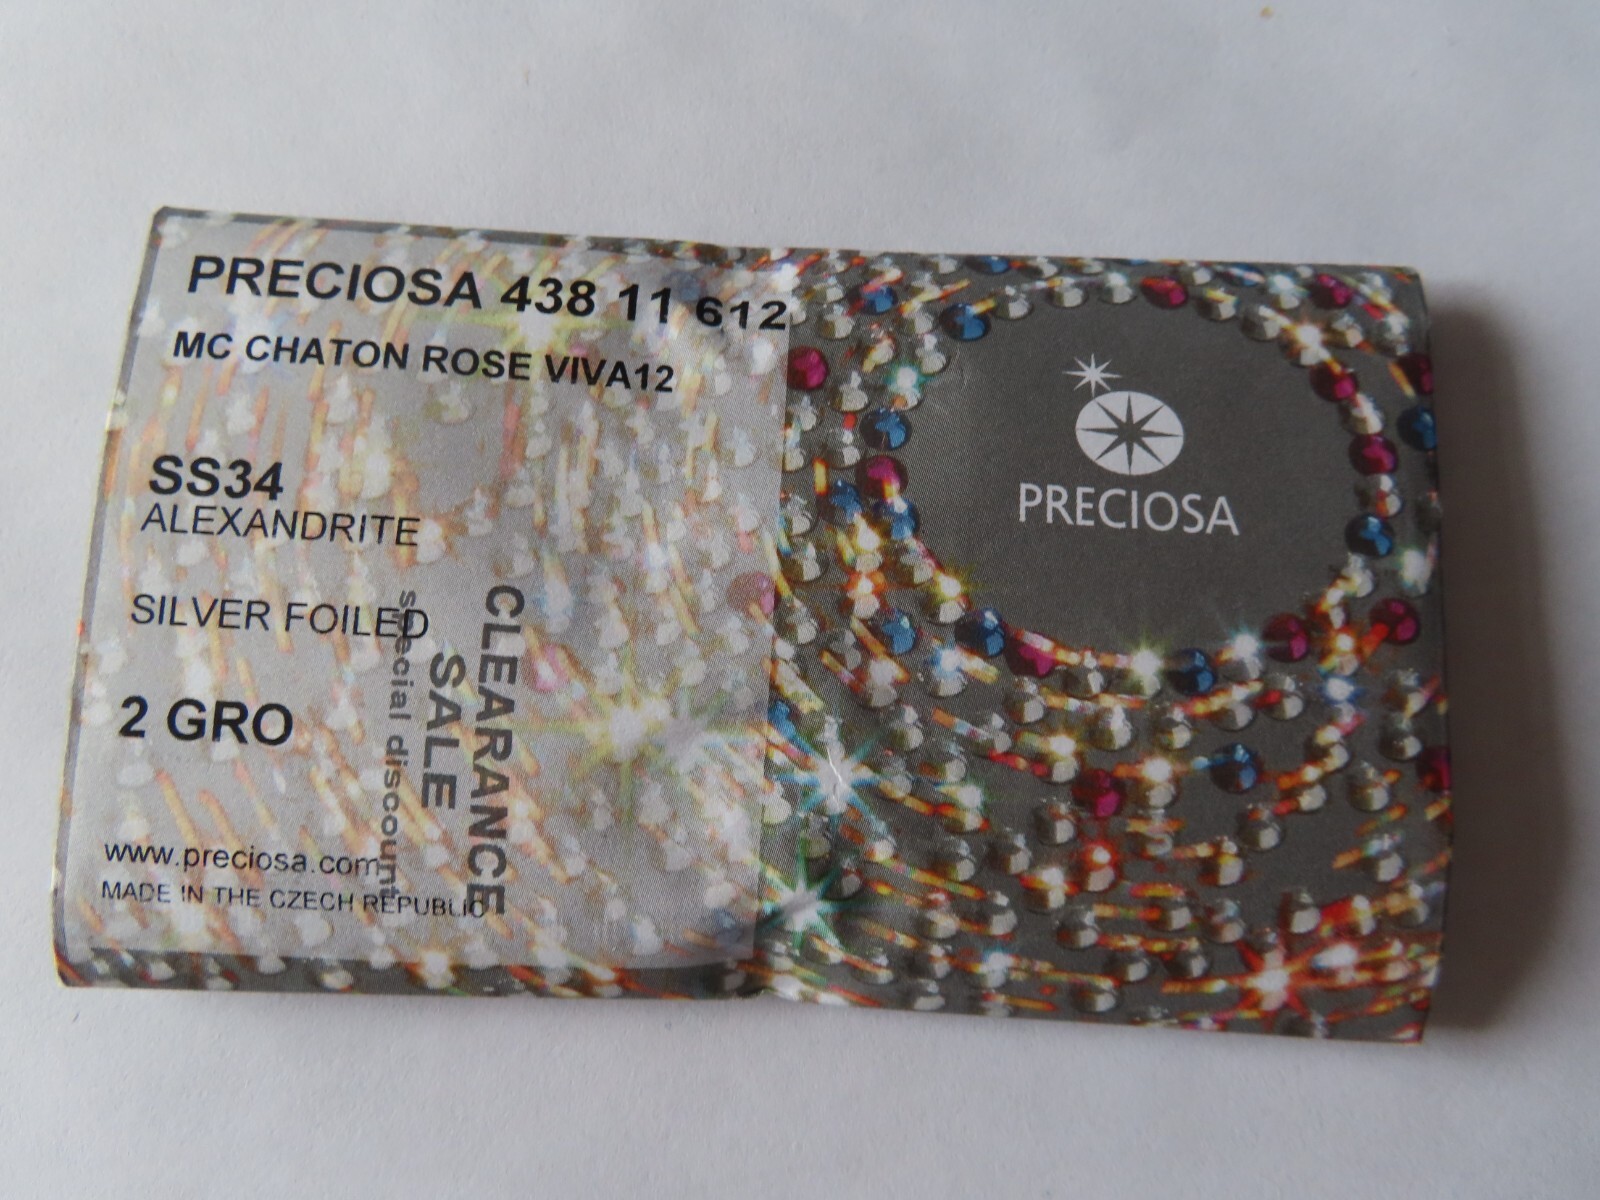 PRECIOSA 438 11 612
MC CHATON ROSE VIVA12
SS34
ALEXANDRITE
SILVER FOILED
2 GRO
www.preciosa.com
MADE IN THE CZECH REPUBLIC
CLEARANCE
SALE
special discount
PRECIOSA